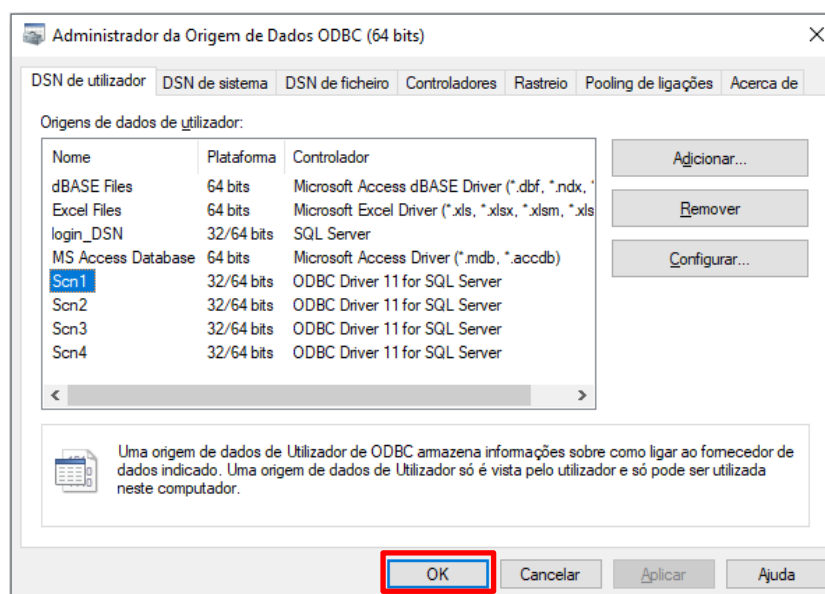 Administrador da Origem de Dados ODBC (64 bits)
DSN de utilizador DSN de sistema DSN de ficheiro Controladores Rastreio Pooling de ligações Acerca de
Origens de dados de utilizador:
Nome Plataforma Controlador
dBASE Files 64 bits Microsoft Access dBASE Driver (*.dbf, *.ndx, *
Excel Files 64 bits Microsoft Excel Driver (*.xls, *.xlsx, *.xlsm, *.xls
login_DSN 32/64 bits SQL Server
MS Access Database 64 bits Microsoft Access Driver (*.mdb, *.accdb)
Scn1 32/64 bits ODBC Driver 11 for SQL Server
Scn2 32/64 bits ODBC Driver 11 for SQL Server
Scn3 32/64 bits ODBC Driver 11 for SQL Server
Scn4 32/64 bits ODBC Driver 11 for SQL Server
Adicionar...
Remover
Configurar...
Uma origem de dados de Utilizador de ODBC armazena informações sobre como ligar ao fornecedor de
dados indicado. Uma origem de dados de Utilizador só é vista pelo utilizador e só pode ser utilizada
neste computador.
OK Cancelar Aplicar Ajuda